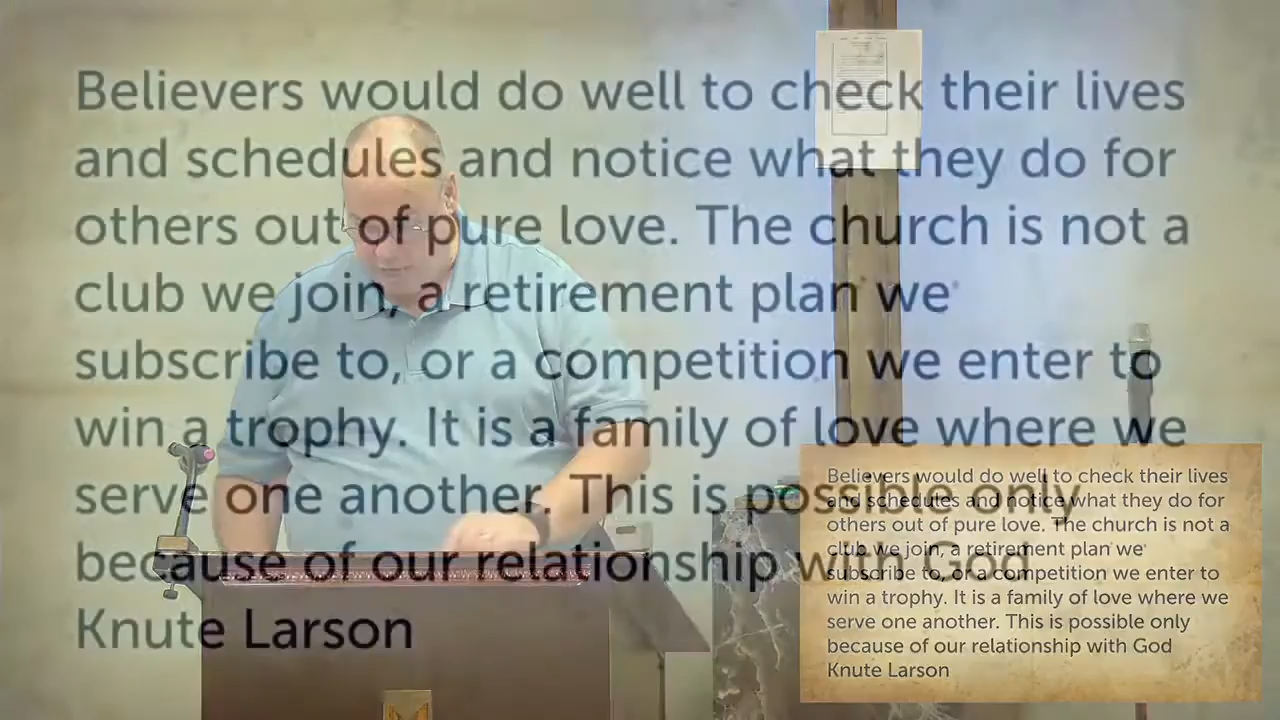 Believers would do well to check their lives
and schedules and notice what they do for
others out of pure love. The church is not a
club we join, a retirement plan we
subscribe to, or a competition we enter to
win a trophy. It is a family of love where we
serve one another. This is possible only
because of our relationship with God
Knute Larson
Believers would do well to check their lives
and schedules and notice what they do for
others out of pure love. The church is not a
club we join, a retirement plan we
subscribe to, or a competition we enter to
win a trophy. It is a family of love where we
serve one another. This is possible only
because of our relationship with God
Knute Larson